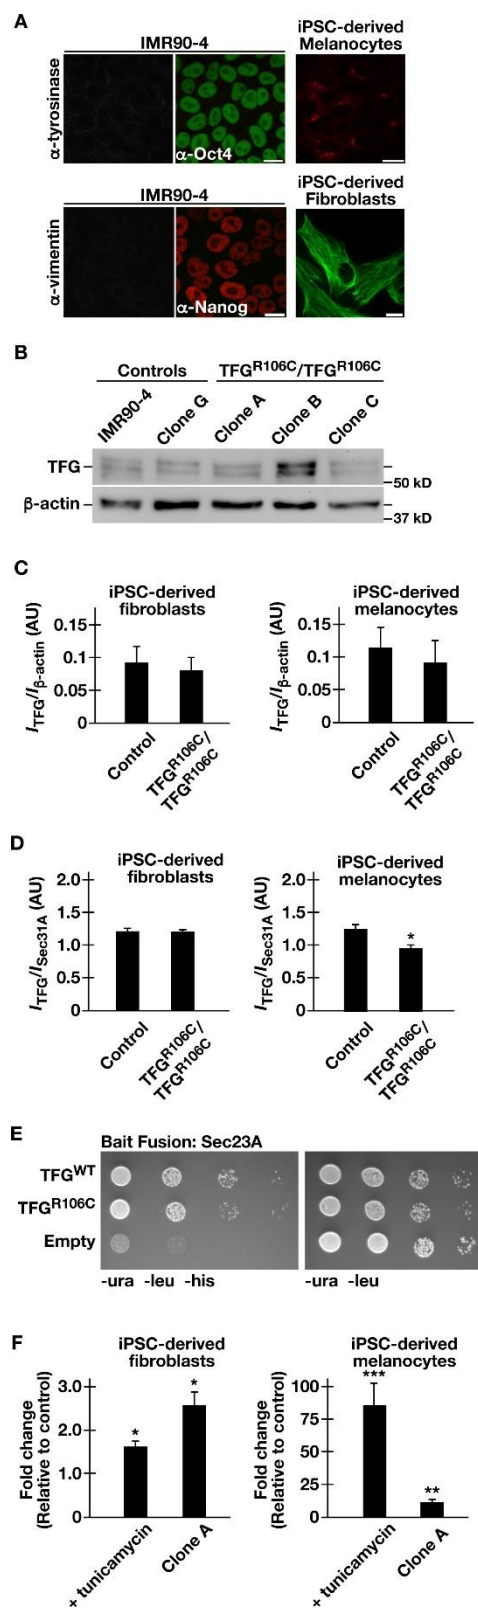 A
IMR90-4
iPSC-derived
Melanocytes
α-tyrosinase
α-Oct4
IMR90-4
iPSC-derived
Fibroblasts
α-vimentin
α-Nanog
B
Controls
TFGR106C/TFGR106C
IMR90-4
Clone G
Clone A
Clone B
Clone C
TFG
50 kD
β-actin
37 kD
C
iPSC-derived
fibroblasts
ITFG/Iβ-actin (AU)
0.15
0.1
0.05
0
Control
TFGR106C/
TFGR106C
iPSC-derived
melanocytes
ITFG/Iβ-actin (AU)
0.15
0.1
0.05
0
Control
TFGR106C/
TFGR106C
D
iPSC-derived
fibroblasts
ITFG/ISec31A (AU)
2.0
1.5
1.0
0
Control
TFGR106C/
TFGR106C
iPSC-derived
melanocytes
ITFG/ISec31A (AU)
2.0
1.5
1.0
0
*
Control
TFGR106C/
TFGR106C
E
Bait Fusion: Sec23A
TFGWT
TFGR106C
Empty
-ura -leu -his
-ura -leu
F
iPSC-derived
fibroblasts
Fold change
(Relative to control)
3.0
2.0
1.0
0
*
*
+ tunicamycin
Clone A
iPSC-derived
melanocytes
Fold change
(Relative to control)
100
75
50
25
0
***
**
+ tunicamycin
Clone A